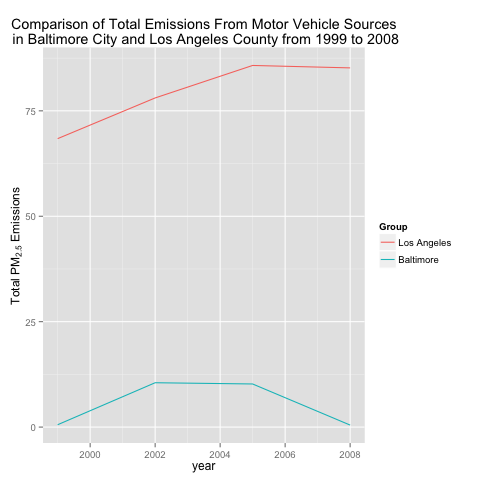 Comparison of Total Emissions From Motor Vehicle Sources
in Baltimore City and Los Angeles County from 1999 to 2008
75
50
25
0
Total PM2.5 Emissions
2000 2002 2004 2006 2008
year
Group
Los Angeles
Baltimore